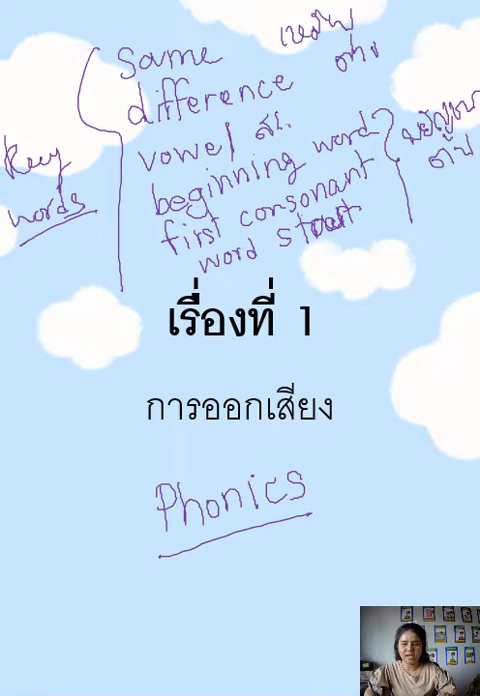 same เหมือน
difference ต่าง
Key words
vowel สระ
beginning word
first consonant
word start
พยัญชนะ
ต้น
เรื่องที่ 1
การออกเสียง
Phonics